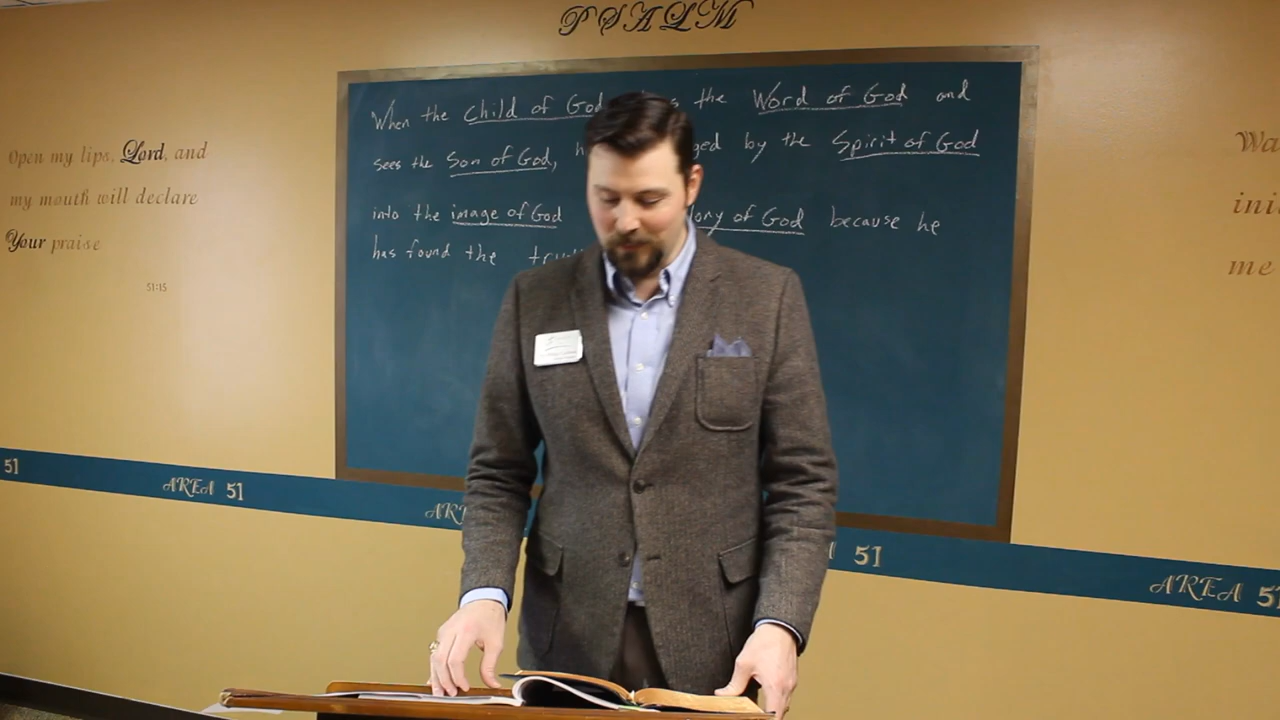 PSALM
When the Child of God the Word of God and
sees the Son of God, by the Spirit of God
into the image of God of God because he
has found the
Open my lips, Lord, and
my mouth will declare
Your praise
51:15
me
51
AREA 51
51
AREA 51